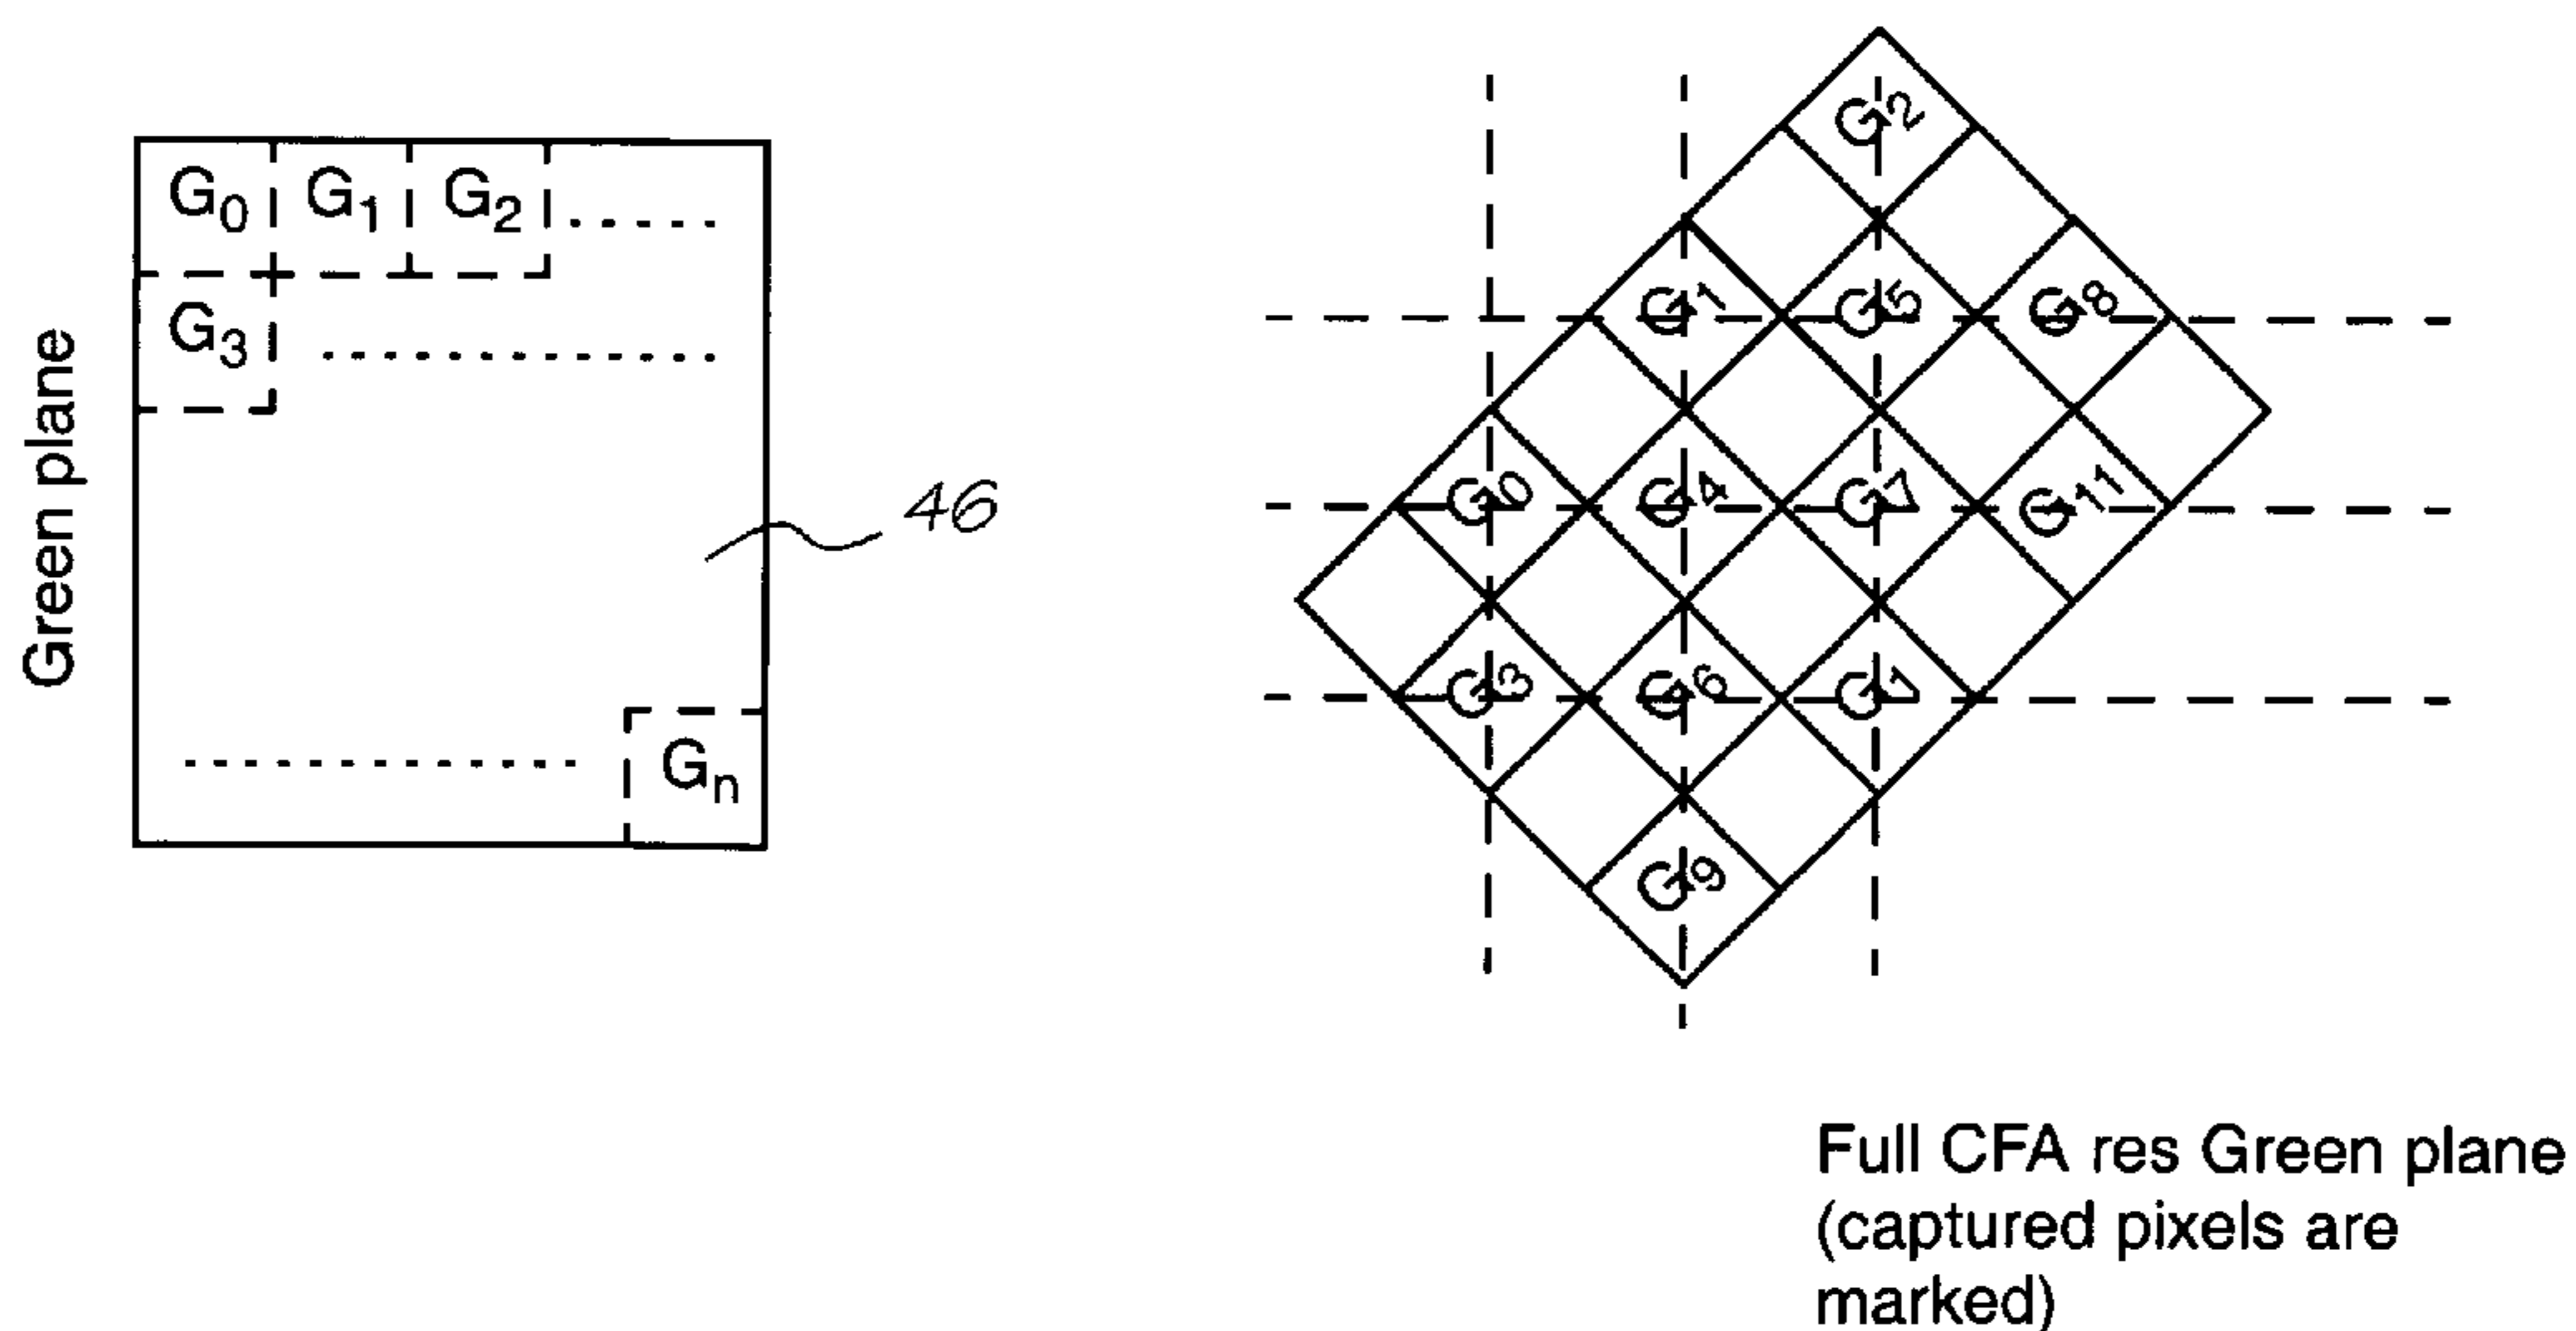 Green plane
G0 G1 G2
G3
Gn
46
G2
G1 G5 G8
G0 G4 G7 G11
G3 G6 G1
G9
Full CFA res Green plane
(captured pixels are
marked)